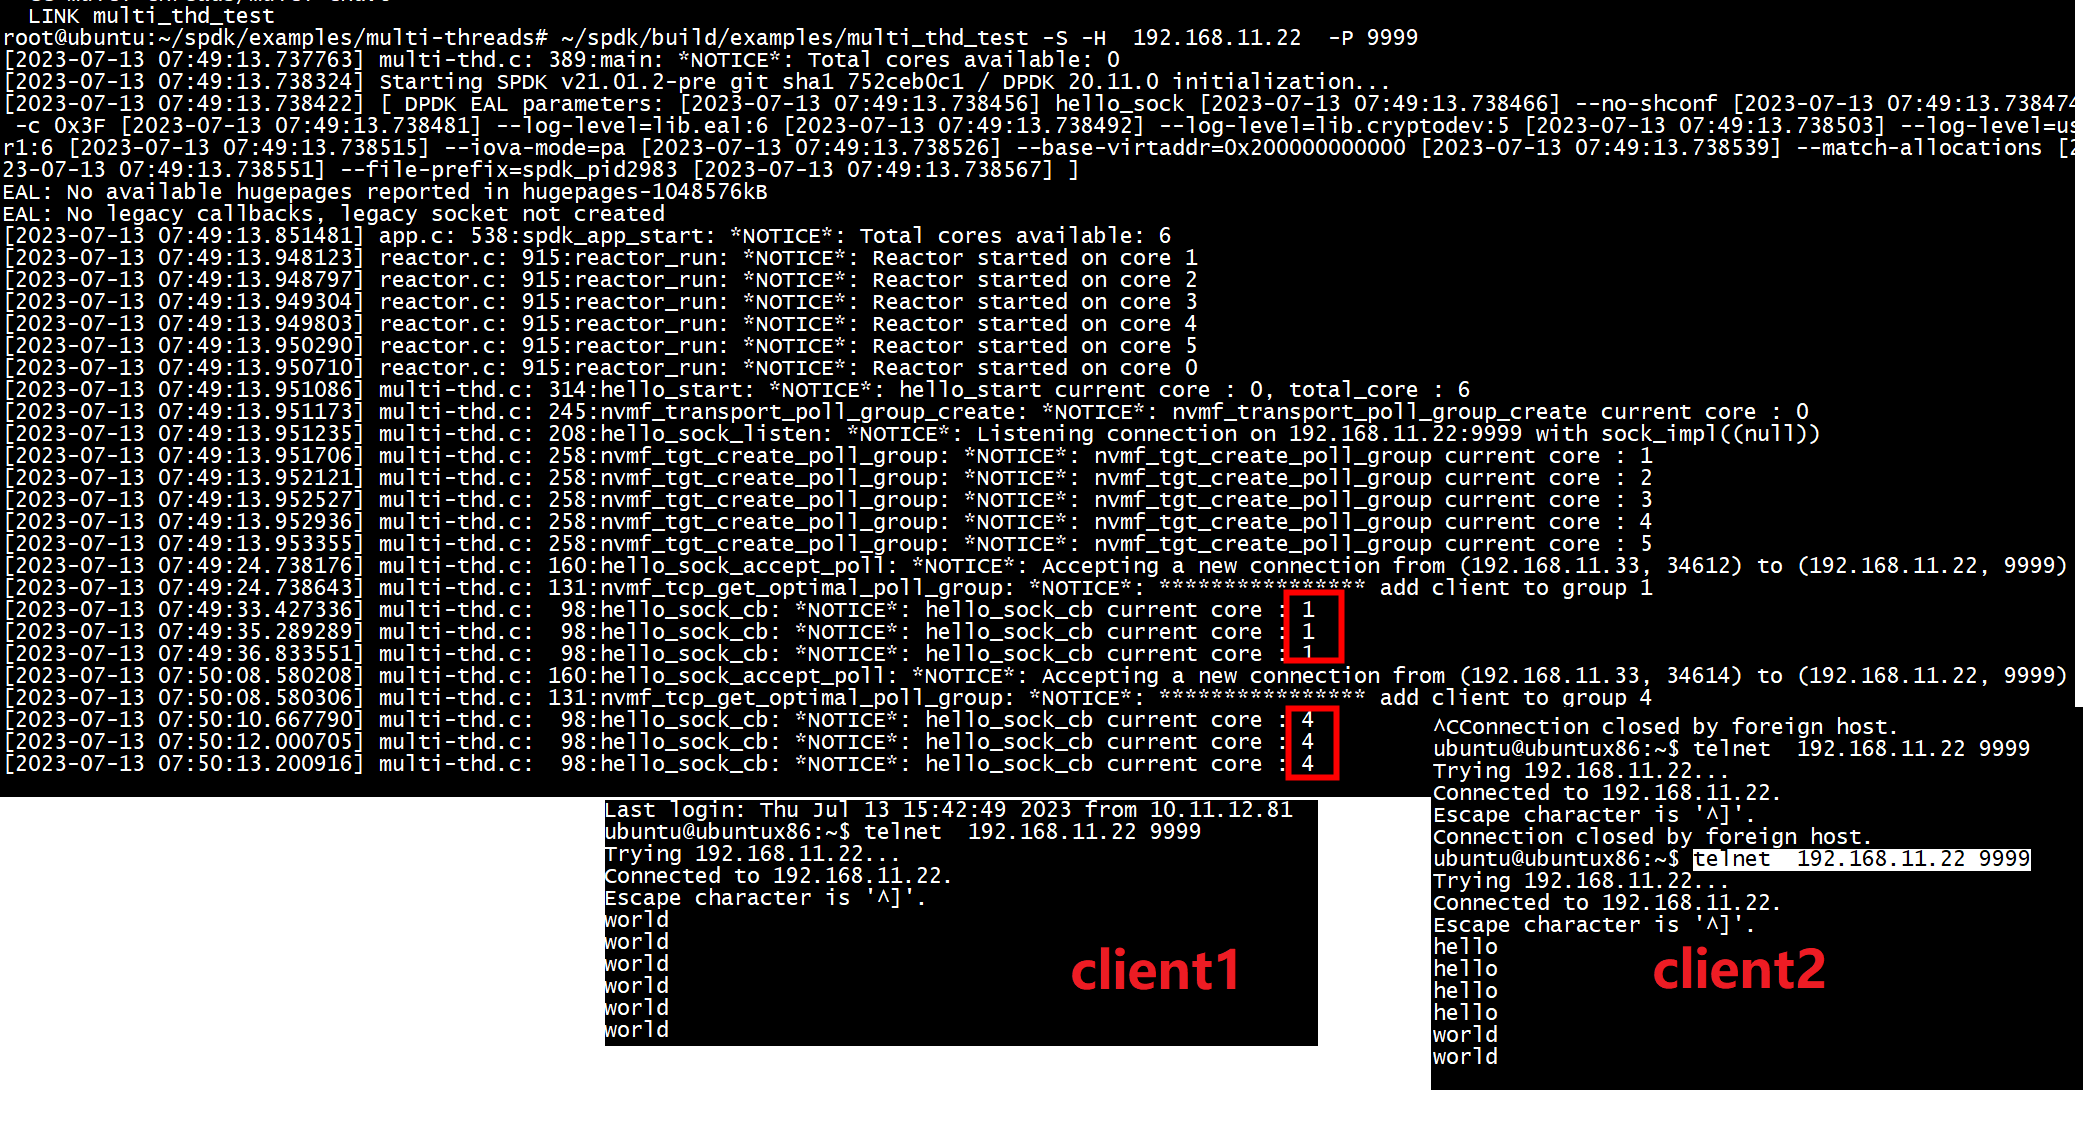 LINK multi_thd_test
root@ubuntu:~/spdk/examples/multi-threads# ~/spdk/build/examples/multi_thd_test -S -H  192.168.11.22  -P 9999
[2023-07-13 07:49:13.737763] multi-thd.c: 389:main: *NOTICE*: Total cores available: 0
[2023-07-13 07:49:13.738324] Starting SPDK v21.01.2-pre git sha1 752ceb0c1 / DPDK 20.11.0 initialization...
[2023-07-13 07:49:13.738422] [ DPDK EAL parameters: [2023-07-13 07:49:13.738456] hello_sock [2023-07-13 07:49:13.738466] --no-shconf [2023-07-13 07:49:13.738474
 -c 0x3F [2023-07-13 07:49:13.738481] --log-level=lib.eal:6 [2023-07-13 07:49:13.738492] --log-level=lib.cryptodev:5 [2023-07-13 07:49:13.738503] --log-level=us
r1:6 [2023-07-13 07:49:13.738515] --iova-mode=pa [2023-07-13 07:49:13.738526] --base-virtaddr=0x200000000000 [2023-07-13 07:49:13.738539] --match-allocations [2
23-07-13 07:49:13.738551] --file-prefix=spdk_pid2983 [2023-07-13 07:49:13.738567] ]
EAL: No available hugepages reported in hugepages-1048576kB
EAL: No legacy callbacks, legacy socket not created
[2023-07-13 07:49:13.851481] app.c: 538:spdk_app_start: *NOTICE*: Total cores available: 6
[2023-07-13 07:49:13.948123] reactor.c: 915:reactor_run: *NOTICE*: Reactor started on core 1
[2023-07-13 07:49:13.948797] reactor.c: 915:reactor_run: *NOTICE*: Reactor started on core 2
[2023-07-13 07:49:13.949304] reactor.c: 915:reactor_run: *NOTICE*: Reactor started on core 3
[2023-07-13 07:49:13.949803] reactor.c: 915:reactor_run: *NOTICE*: Reactor started on core 4
[2023-07-13 07:49:13.950290] reactor.c: 915:reactor_run: *NOTICE*: Reactor started on core 5
[2023-07-13 07:49:13.950710] reactor.c: 915:reactor_run: *NOTICE*: Reactor started on core 0
[2023-07-13 07:49:13.951086] multi-thd.c: 314:hello_start: *NOTICE*: hello_start current core : 0, total_core : 6
[2023-07-13 07:49:13.951173] multi-thd.c: 245:nvmf_transport_poll_group_create: *NOTICE*: nvmf_transport_poll_group_create current core : 0
[2023-07-13 07:49:13.951235] multi-thd.c: 208:hello_sock_listen: *NOTICE*: Listening connection on 192.168.11.22:9999 with sock_impl((null))
[2023-07-13 07:49:13.951706] multi-thd.c: 258:nvmf_tgt_create_poll_group: *NOTICE*: nvmf_tgt_create_poll_group current core : 1
[2023-07-13 07:49:13.952121] multi-thd.c: 258:nvmf_tgt_create_poll_group: *NOTICE*: nvmf_tgt_create_poll_group current core : 2
[2023-07-13 07:49:13.952527] multi-thd.c: 258:nvmf_tgt_create_poll_group: *NOTICE*: nvmf_tgt_create_poll_group current core : 3
[2023-07-13 07:49:13.952936] multi-thd.c: 258:nvmf_tgt_create_poll_group: *NOTICE*: nvmf_tgt_create_poll_group current core : 4
[2023-07-13 07:49:13.953355] multi-thd.c: 258:nvmf_tgt_create_poll_group: *NOTICE*: nvmf_tgt_create_poll_group current core : 5
[2023-07-13 07:49:24.738176] multi-thd.c: 160:hello_sock_accept_poll: *NOTICE*: Accepting a new connection from (192.168.11.33, 34612) to (192.168.11.22, 9999)
[2023-07-13 07:49:24.738643] multi-thd.c: 131:nvmf_tcp_get_optimal_poll_group: *NOTICE*: **************** add client to group 1
[2023-07-13 07:49:33.427336] multi-thd.c:  98:hello_sock_cb: *NOTICE*: hello_sock_cb current core : 1
[2023-07-13 07:49:35.289289] multi-thd.c:  98:hello_sock_cb: *NOTICE*: hello_sock_cb current core : 1
[2023-07-13 07:49:36.833551] multi-thd.c:  98:hello_sock_cb: *NOTICE*: hello_sock_cb current core : 1
[2023-07-13 07:50:08.580208] multi-thd.c: 160:hello_sock_accept_poll: *NOTICE*: Accepting a new connection from (192.168.11.33, 34614) to (192.168.11.22, 9999)
[2023-07-13 07:50:08.580306] multi-thd.c: 131:nvmf_tcp_get_optimal_poll_group: *NOTICE*: **************** add client to group 4
[2023-07-13 07:50:10.667790] multi-thd.c:  98:hello_sock_cb: *NOTICE*: hello_sock_cb current core : 4
[2023-07-13 07:50:12.000705] multi-thd.c:  98:hello_sock_cb: *NOTICE*: hello_sock_cb current core : 4
[2023-07-13 07:50:13.200916] multi-thd.c:  98:hello_sock_cb: *NOTICE*: hello_sock_cb current core : 4
Last login: Thu Jul 13 15:42:49 2023 from 10.11.12.81
ubuntu@ubuntux86:~$ telnet  192.168.11.22 9999
Trying 192.168.11.22...
Connected to 192.168.11.22.
Escape character is '^]'.
world
world
world
world
world
world
client1
^CConnection closed by foreign host.
ubuntu@ubuntux86:~$ telnet  192.168.11.22 9999
Trying 192.168.11.22...
Connected to 192.168.11.22.
Escape character is '^]'.
Connection closed by foreign host.
ubuntu@ubuntux86:~$ telnet  192.168.11.22 9999
Trying 192.168.11.22...
Connected to 192.168.11.22.
Escape character is '^]'.
hello
hello
hello
hello
world
world
client2